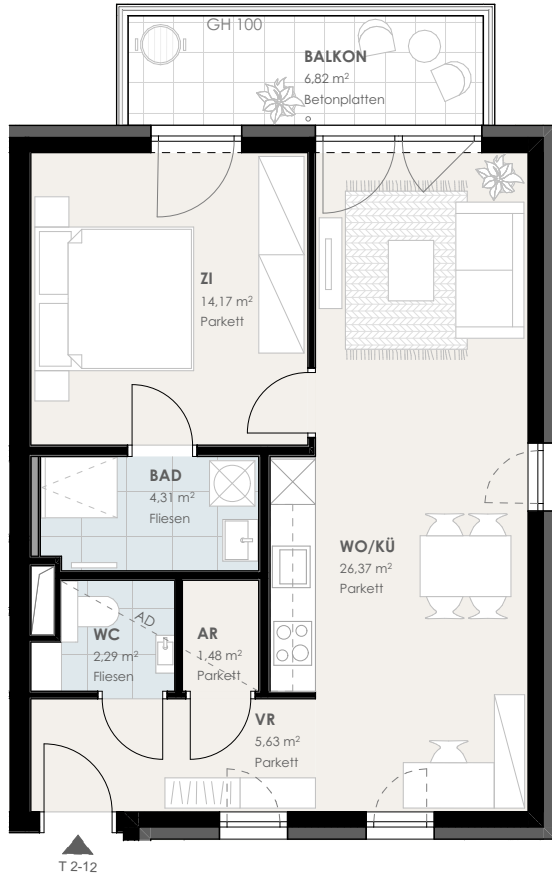 GH 100
BALKON
6,82 m²
Betonplatten
ZI
14,17 m²
Parkett
BAD
4,31 m²
Fliesen
WO/KÜ
26,37 m²
Parkett
AD
WC
2,29 m²
Fliesen
AR
1,48 m²
Parkett
VR
5,63 m²
Parkett
T 2-12